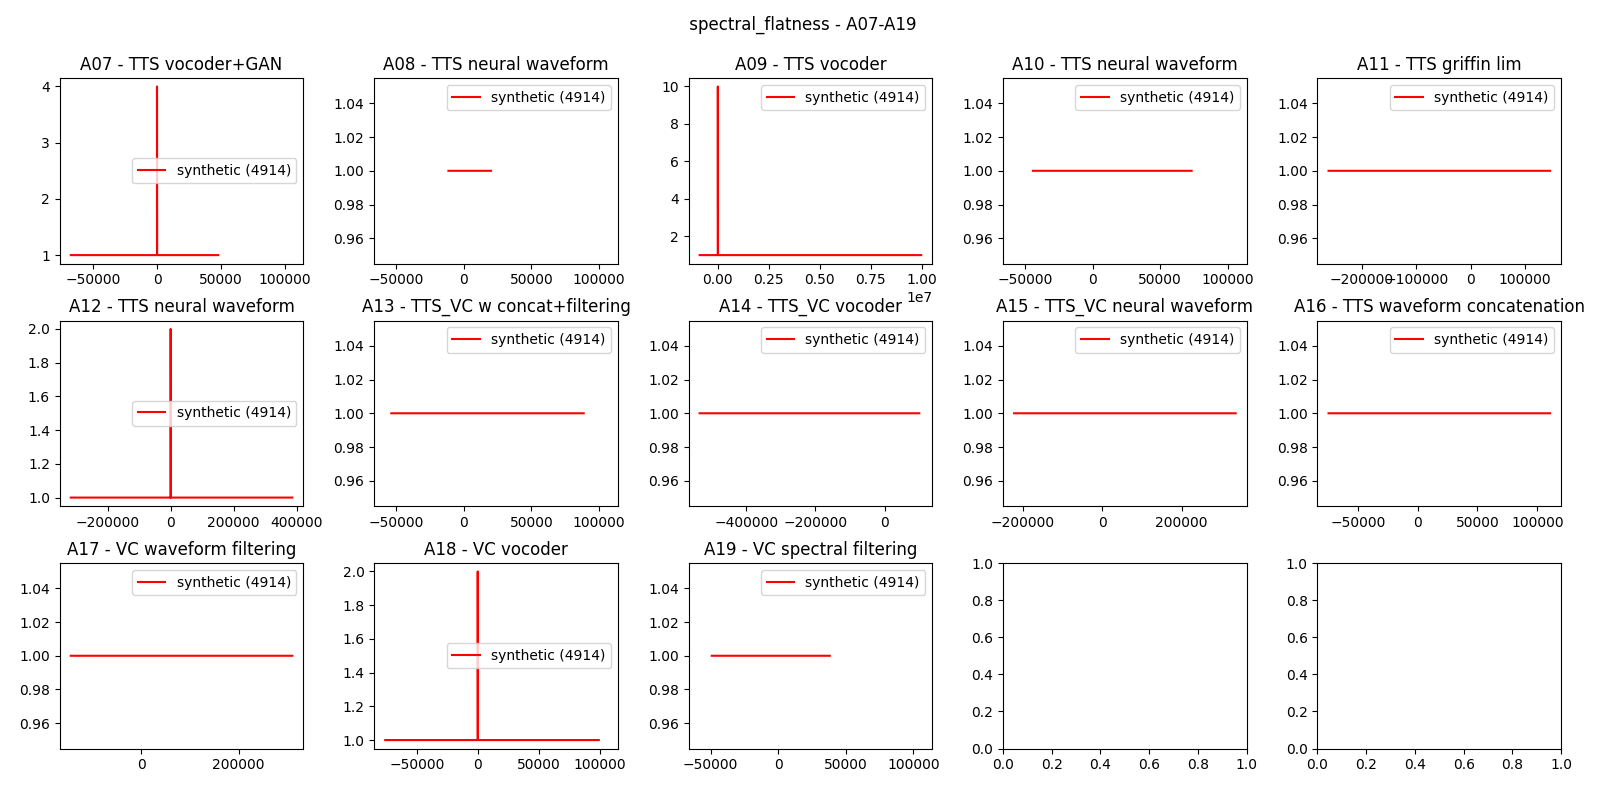 spectral_flatness - A07-A19
A07 - TTS vocoder+GAN
4
3
2
1
−50000 0 50000 100000
synthetic (4914)
A08 - TTS neural waveform
1.04
1.02
1.00
0.98
0.96
−50000 0 50000 100000
synthetic (4914)
A09 - TTS vocoder
10
8
6
4
2
0.00 0.25 0.50 0.75 1.00
1e7
synthetic (4914)
A10 - TTS neural waveform
1.04
1.02
1.00
0.98
0.96
−50000 0 50000 100000
synthetic (4914)
A11 - TTS griffin lim
1.04
1.02
1.00
0.98
0.96
−200000 −100000 0 100000
synthetic (4914)
A12 - TTS neural waveform
2.0
1.8
1.6
1.4
1.2
1.0
−200000 0 200000 400000
synthetic (4914)
A13 - TTS_VC w concat+filtering
1.04
1.02
1.00
0.98
0.96
−50000 0 50000 100000
synthetic (4914)
A14 - TTS_VC vocoder
1.04
1.02
1.00
0.98
0.96
−400000 −200000 0
synthetic (4914)
A15 - TTS_VC neural waveform
1.04
1.02
1.00
0.98
0.96
−200000 0 200000
synthetic (4914)
A16 - TTS waveform concatenation
1.04
1.02
1.00
0.98
0.96
−50000 0 50000 100000
synthetic (4914)
A17 - VC waveform filtering
1.04
1.02
1.00
0.98
0.96
0 200000
synthetic (4914)
A18 - VC vocoder
2.0
1.8
1.6
1.4
1.2
1.0
−50000 0 50000 100000
synthetic (4914)
A19 - VC spectral filtering
1.04
1.02
1.00
0.98
0.96
−50000 0 50000 100000
synthetic (4914)
1.0
0.8
0.6
0.4
0.2
0.0
0.0 0.2 0.4 0.6 0.8 1.0
1.0
0.8
0.6
0.4
0.2
0.0
0.0 0.2 0.4 0.6 0.8 1.0